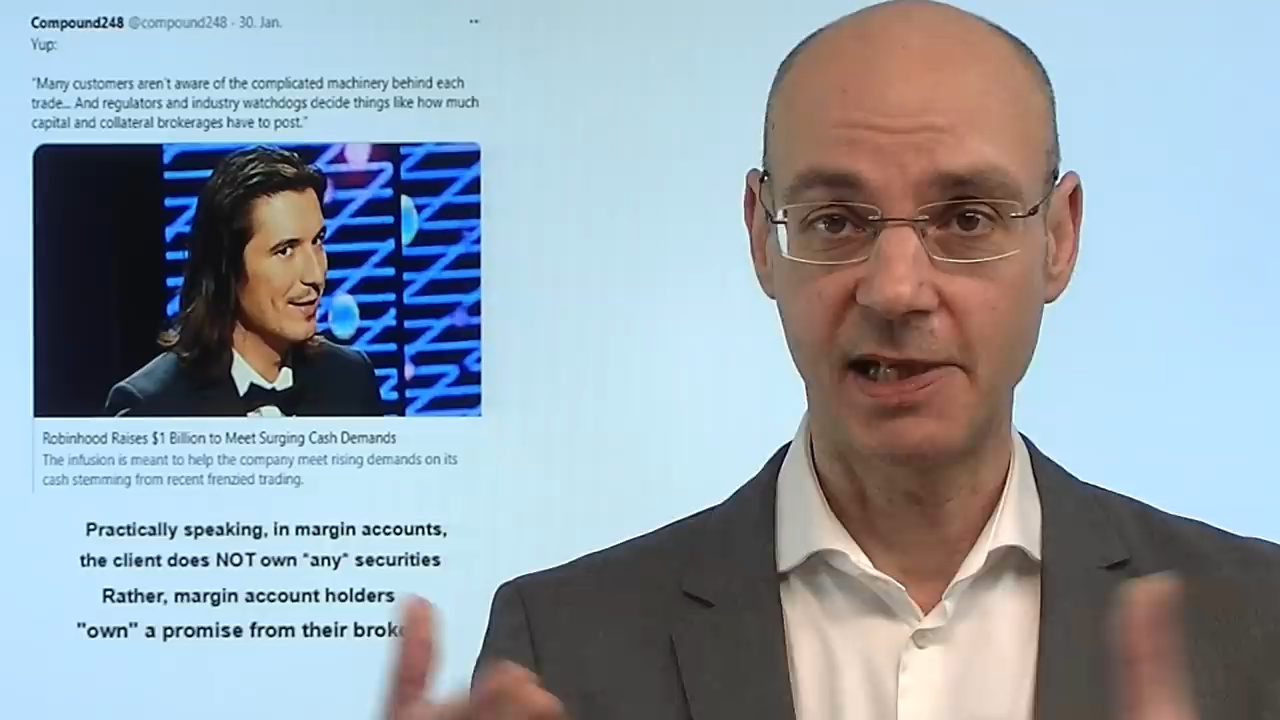 Compound248 @compound248 · 30. Jan.
Yup:
"Many customers aren't aware of the complicated machinery behind each
trade... And regulators and industry watchdogs decide things like how much
capital and collateral brokerages have to post."
Robinhood Raises $1 Billion to Meet Surging Cash Demands
The infusion is meant to help the company meet rising demands on its
cash stemming from recent frenzied trading.
Practically speaking, in margin accounts,
the client does NOT own "any" securities
Rather, margin account holders
"own" a promise from their